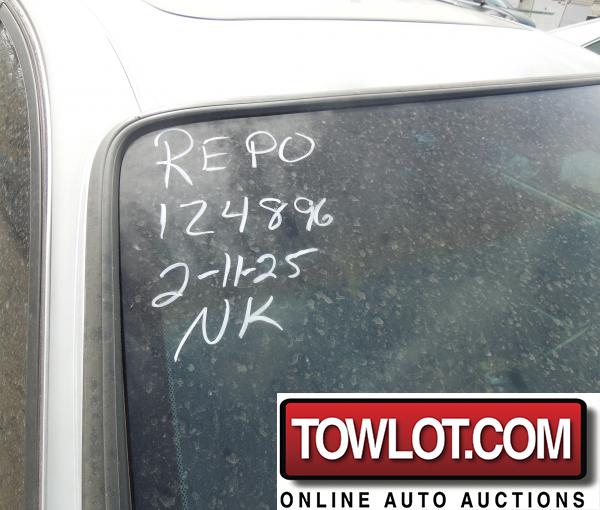 REPO
124896
2-11-25
NK
TOWLOT.COM
ONLINE AUTO AUCTIONS